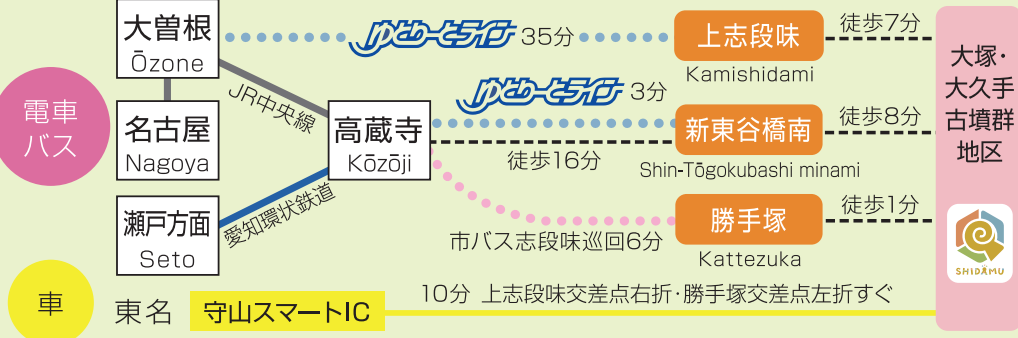 電車
バス
大曽根
Ōzone
ゆとりーとライン 35分
上志段味
Kamishidami
徒歩7分
JR中央線
名古屋
Nagoya
高蔵寺
Kōzōji
ゆとりーとライン 3分
新東谷橋南
Shin-Tōgokubashi minami
徒歩8分
徒歩16分
瀬戸方面
Seto
愛知環状鉄道
市バス志段味巡回6分
勝手塚
Kattezuka
徒歩1分
大塚・
大久手
古墳群
地区
SHIDAMU
車
東名 守山スマートIC 10分 上志段味交差点右折・勝手塚交差点左折すぐ